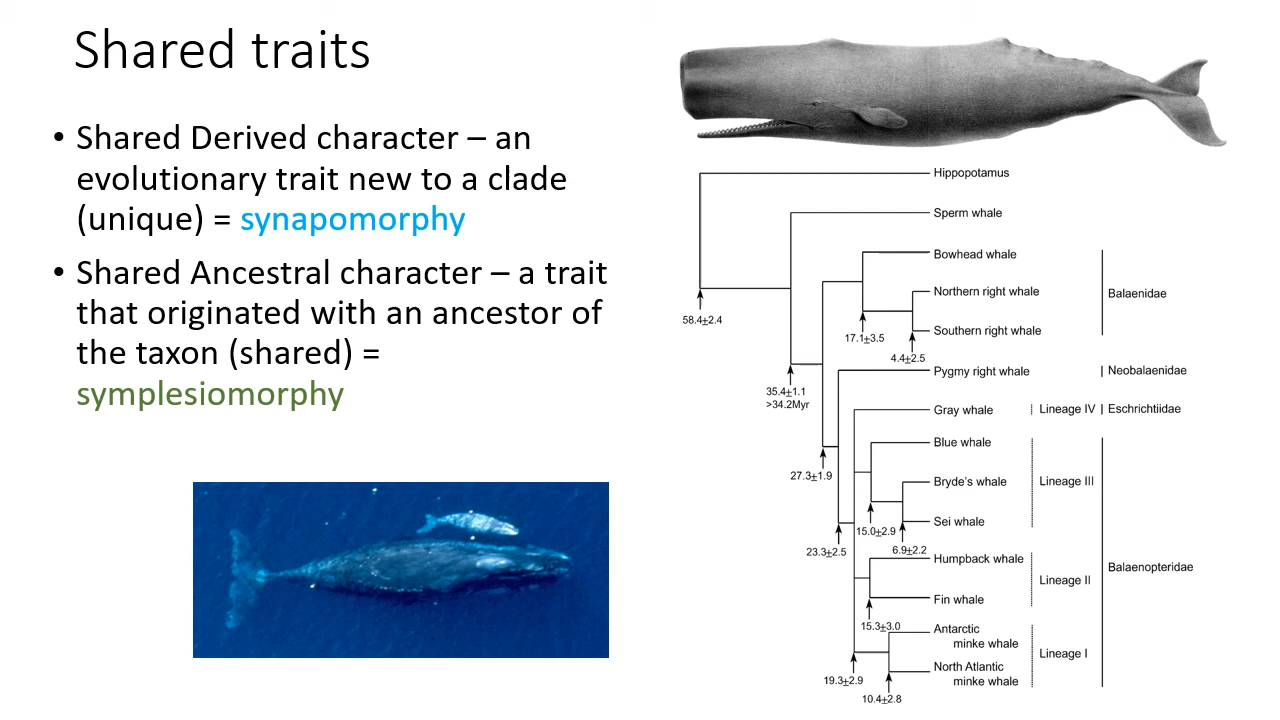 Shared traits
• Shared Derived character – an
evolutionary trait new to a clade
(unique) = synapomorphy
• Shared Ancestral character – a trait
that originated with an ancestor of
the taxon (shared) =
symplesiomorphy
Hippopotamus
Sperm whale
Bowhead whale
Northern right whale
Balaenidae
58.4±2.4
Southern right whale
17.1±3.5
4.4±2.5
Pygmy right whale
Neobalaenidae
35.4±1.1
>34.2Myr
Gray whale
Lineage IV
Eschrichtiidae
Blue whale
27.3±1.9
Bryde's whale
Lineage III
Sei whale
15.0±2.9
6.9±2.2
23.3±2.5
Humpback whale
Balaenopteridae
Lineage II
Fin whale
15.3±3.0
Antarctic
minke whale
Lineage I
North Atlantic
minke whale
19.3±2.9
10.4±2.8